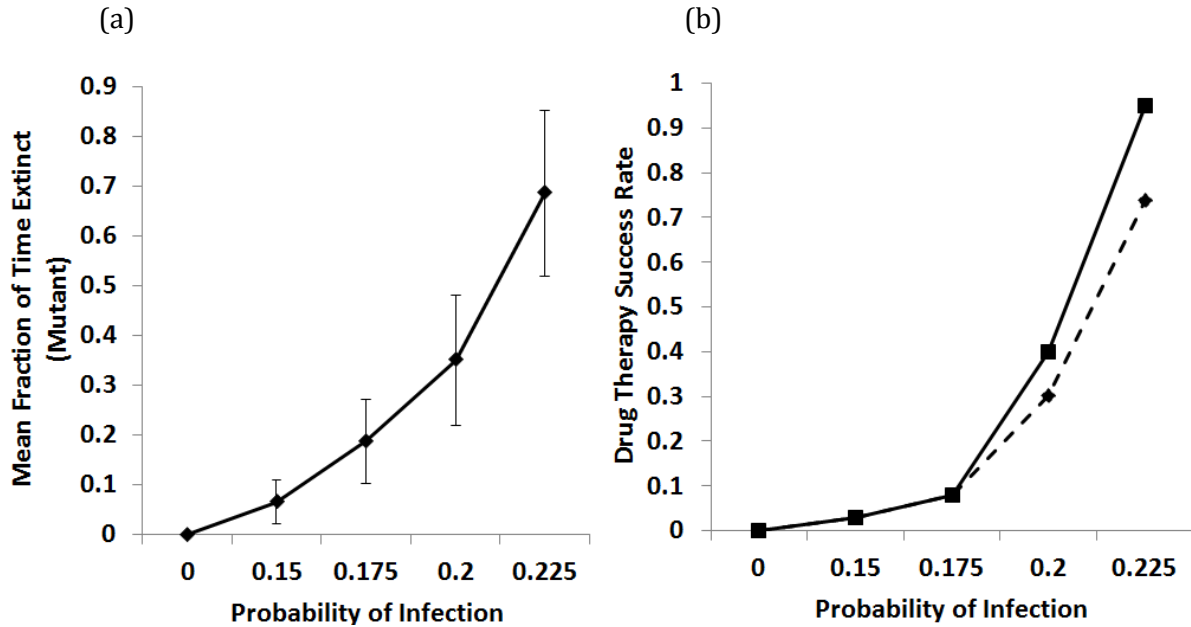 (a)
Mean Fraction of Time Extinct
(Mutant)
0.9
0.8
0.7
0.6
0.5
0.4
0.3
0.2
0.1
0
0 0.15 0.175 0.2 0.225
Probability of Infection
(b)
Drug Therapy Success Rate
1
0.9
0.8
0.7
0.6
0.5
0.4
0.3
0.2
0.1
0
0 0.15 0.175 0.2 0.225
Probability of Infection